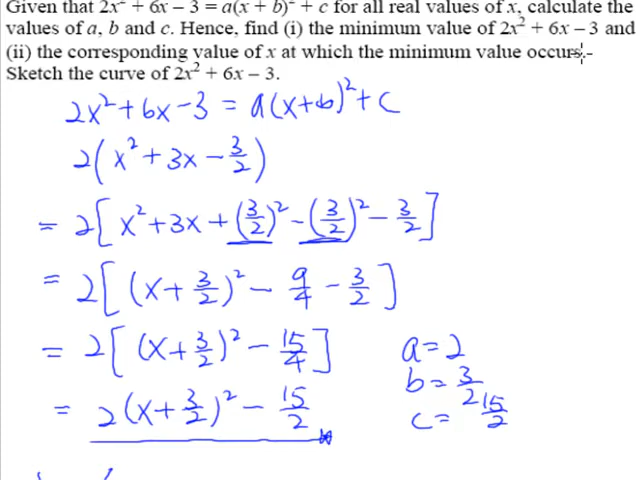 Given that 2x² + 6x – 3 = a(x + b)² + c for all real values of x, calculate the
values of a, b and c. Hence, find (i) the minimum value of 2x² + 6x – 3 and
(ii) the corresponding value of x at which the minimum value occurs.
Sketch the curve of 2x² + 6x – 3.
2x² + 6x – 3 = a(x+b)² + c
2(x² + 3x – 3/2)
= 2[x² + 3x + (3/2)² – (3/2)² – 3/2]
= 2[(x + 3/2)² – 9/4 – 3/2]
= 2[(x + 3/2)² – 15/4]
= 2(x + 3/2)² – 15/2
a = 2
b = 3/2
c = 15/2